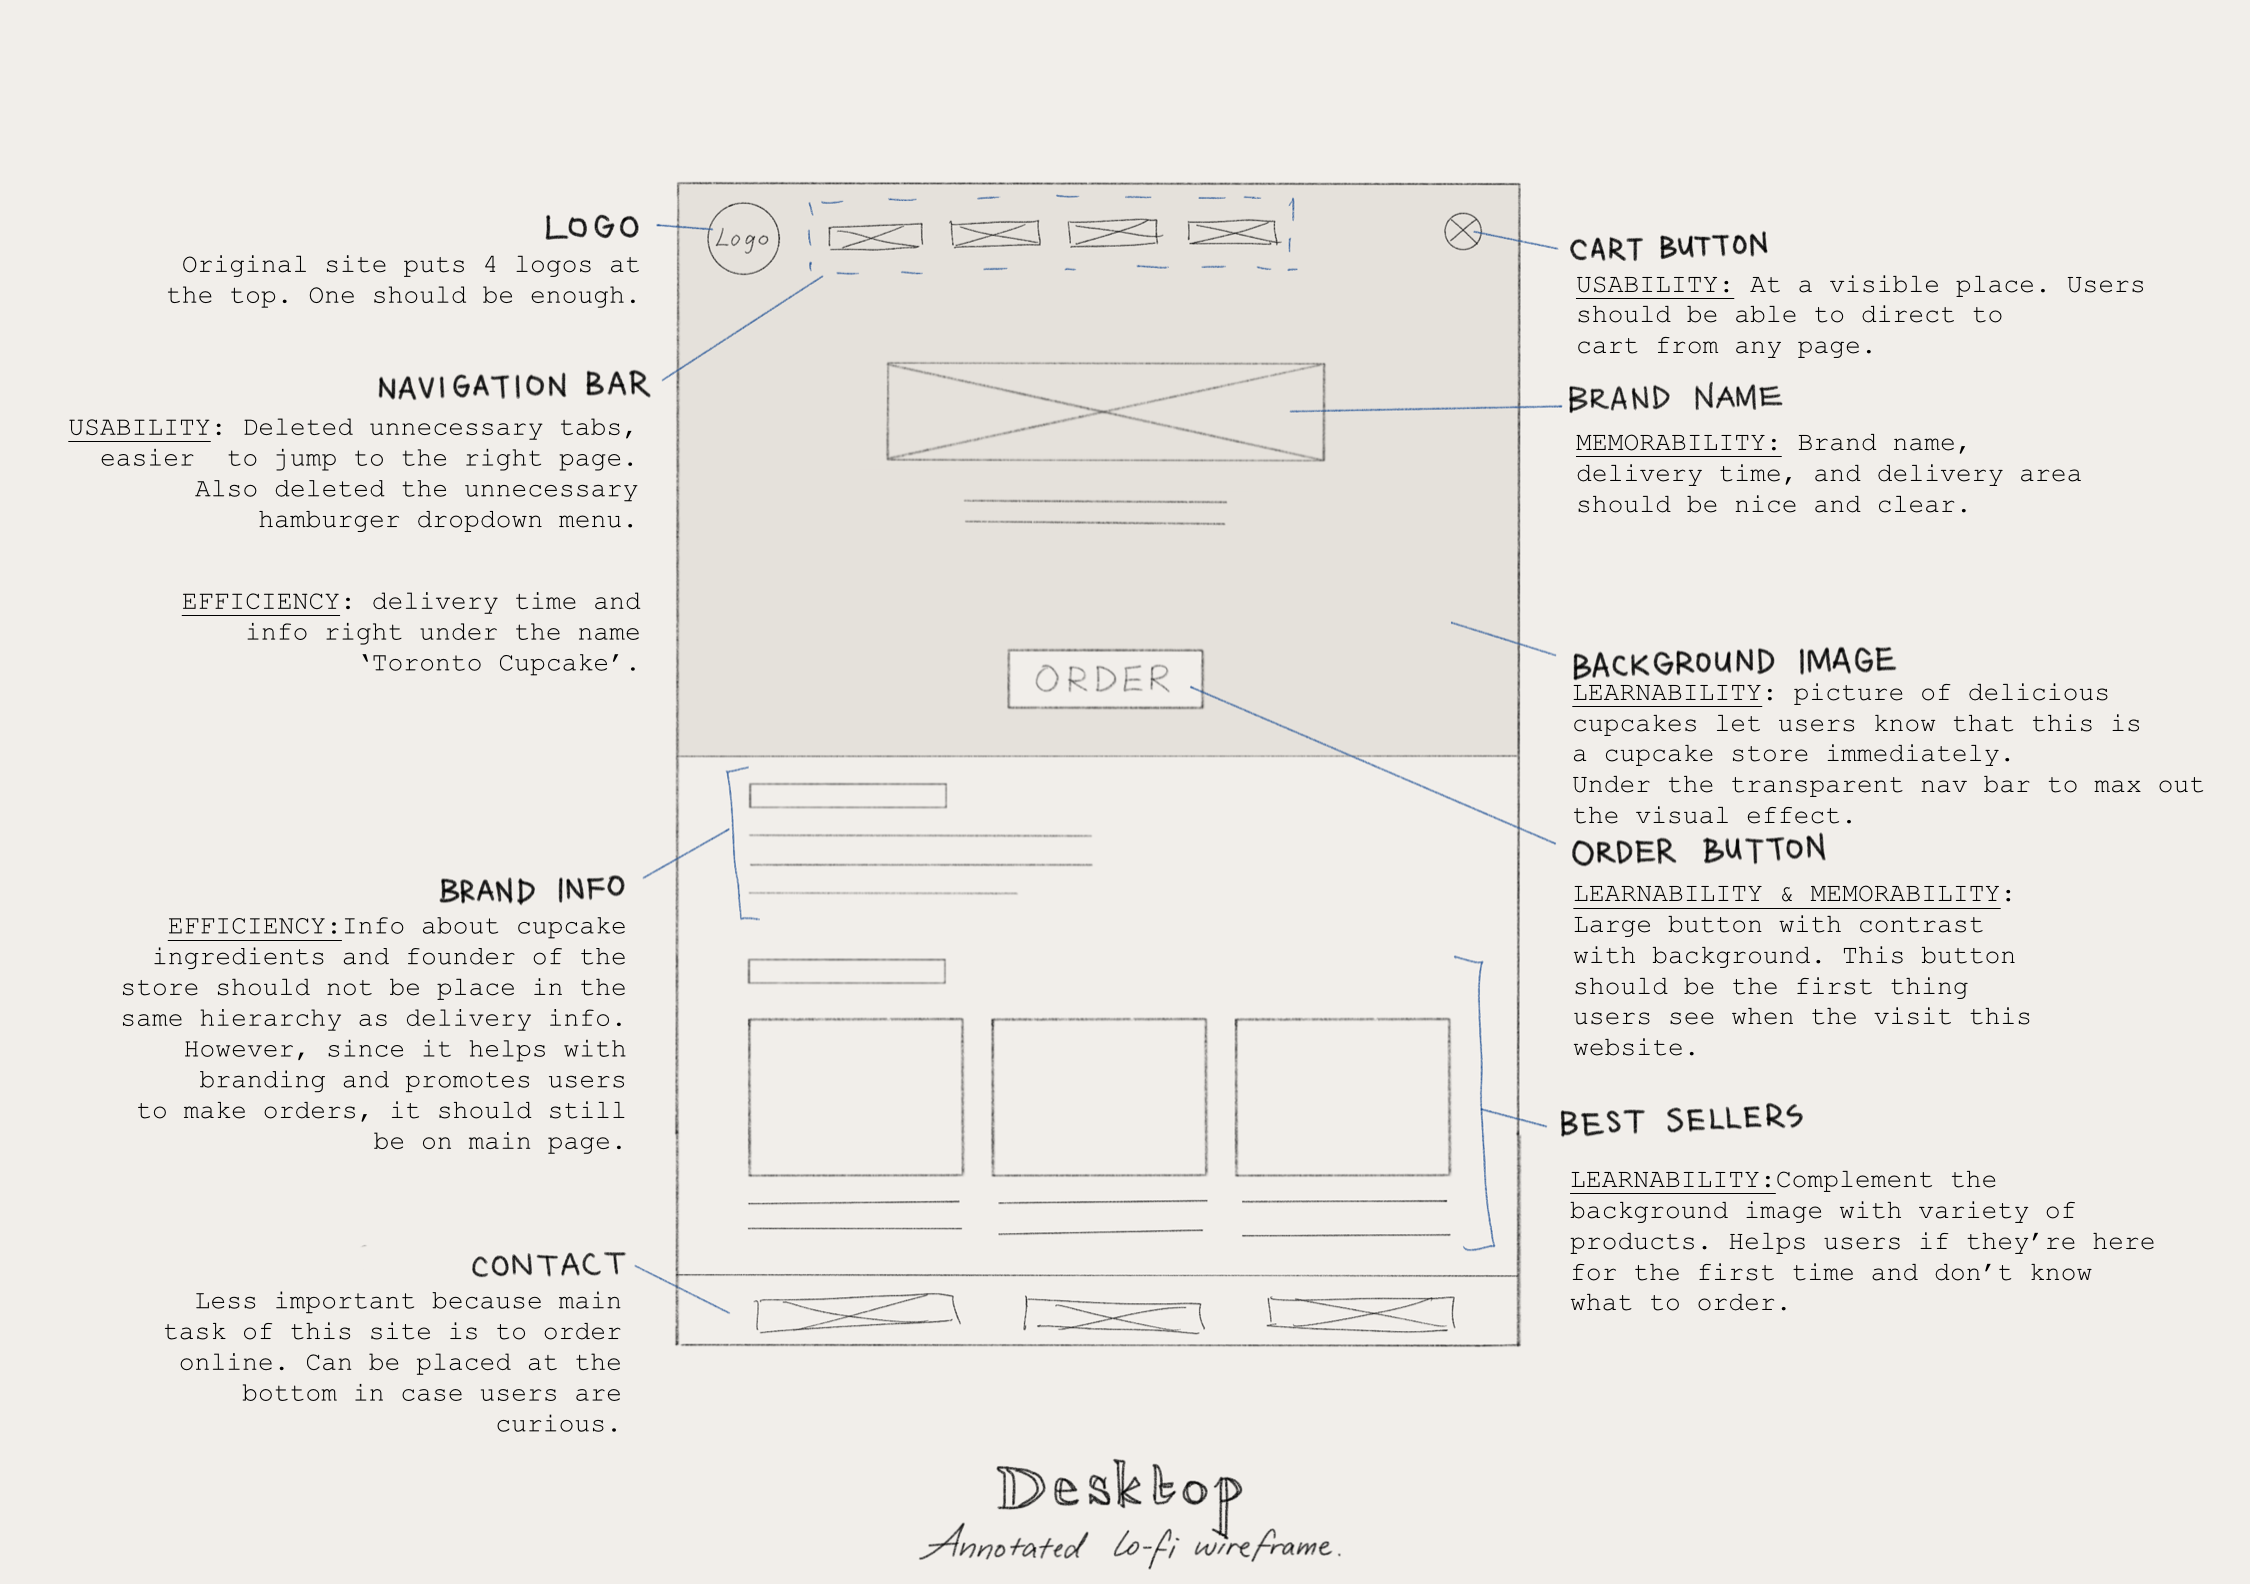 LOGO
Original site puts 4 logos at
the top. One should be enough.
NAVIGATION BAR
USABILITY: Deleted unnecessary tabs,
easier  to jump to the right page.
Also deleted the unnecessary
hamburger dropdown menu.
EFFICIENCY: delivery time and
info right under the name
‘Toronto Cupcake’.
BRAND INFO
EFFICIENCY:Info about cupcake
ingredients and founder of the
store should not be place in the
same hierarchy as delivery info.
However, since it helps with
branding and promotes users
to make orders, it should still
be on main page.
CONTACT
Less important because main
task of this site is to order
online. Can be placed at the
bottom in case users are
curious.
Logo
ORDER
CART BUTTON
USABILITY: At a visible place. Users
should be able to direct to
cart from any page.
BRAND NAME
MEMORABILITY: Brand name,
delivery time, and delivery area
should be nice and clear.
BACKGROUND IMAGE
LEARNABILITY: picture of delicious
cupcakes let users know that this is
a cupcake store immediately.
Under the transparent nav bar to max out
the visual effect.
ORDER BUTTON
LEARNABILITY & MEMORABILITY:
Large button with contrast
with background. This button
should be the first thing
users see when the visit this
website.
BEST SELLERS
LEARNABILITY:Complement the
background image with variety of
products. Helps users if they’re here
for the first time and don’t know
what to order.
Desktop
Annotated lo-fi wireframe.